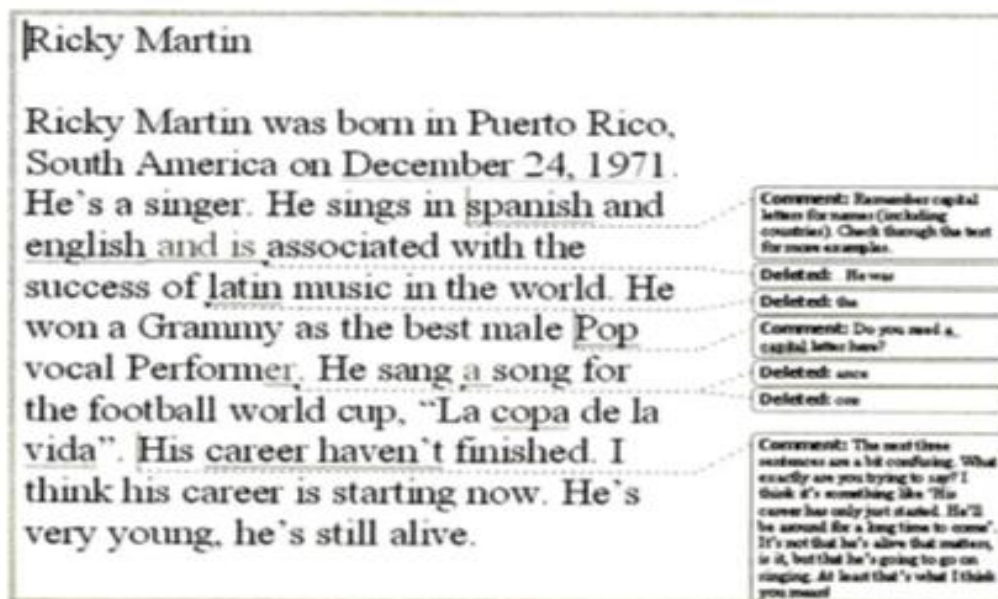 Ricky Martin
Ricky Martin was born in Puerto Rico,
South America on December 24, 1971.
He`s a singer. He sings in spanish and
english and is associated with the
success of latin music in the world. He
won a Grammy as the best male Pop
vocal Performer. He sang a song for
the football world cup, “La copa de la
vida”. His career haven`t finished. I
think his career is starting now. He`s
very young, he`s still alive.
Comment: Remember capital
letters for names (including
countries). Check through the text
for more examples.
Deleted: He was
Deleted: the
Comment: Do you need a
capital letter here?
Deleted: ance
Deleted: one
Comment: The next three
sentences are a bit confusing. What
exactly are you trying to say? I
think it's something like 'His
career has only just started. He'll
be around for a long time to come'.
It's not that he's alive that matters,
is it, but that he's going to go on
singing. At least that's what I think
you mean!